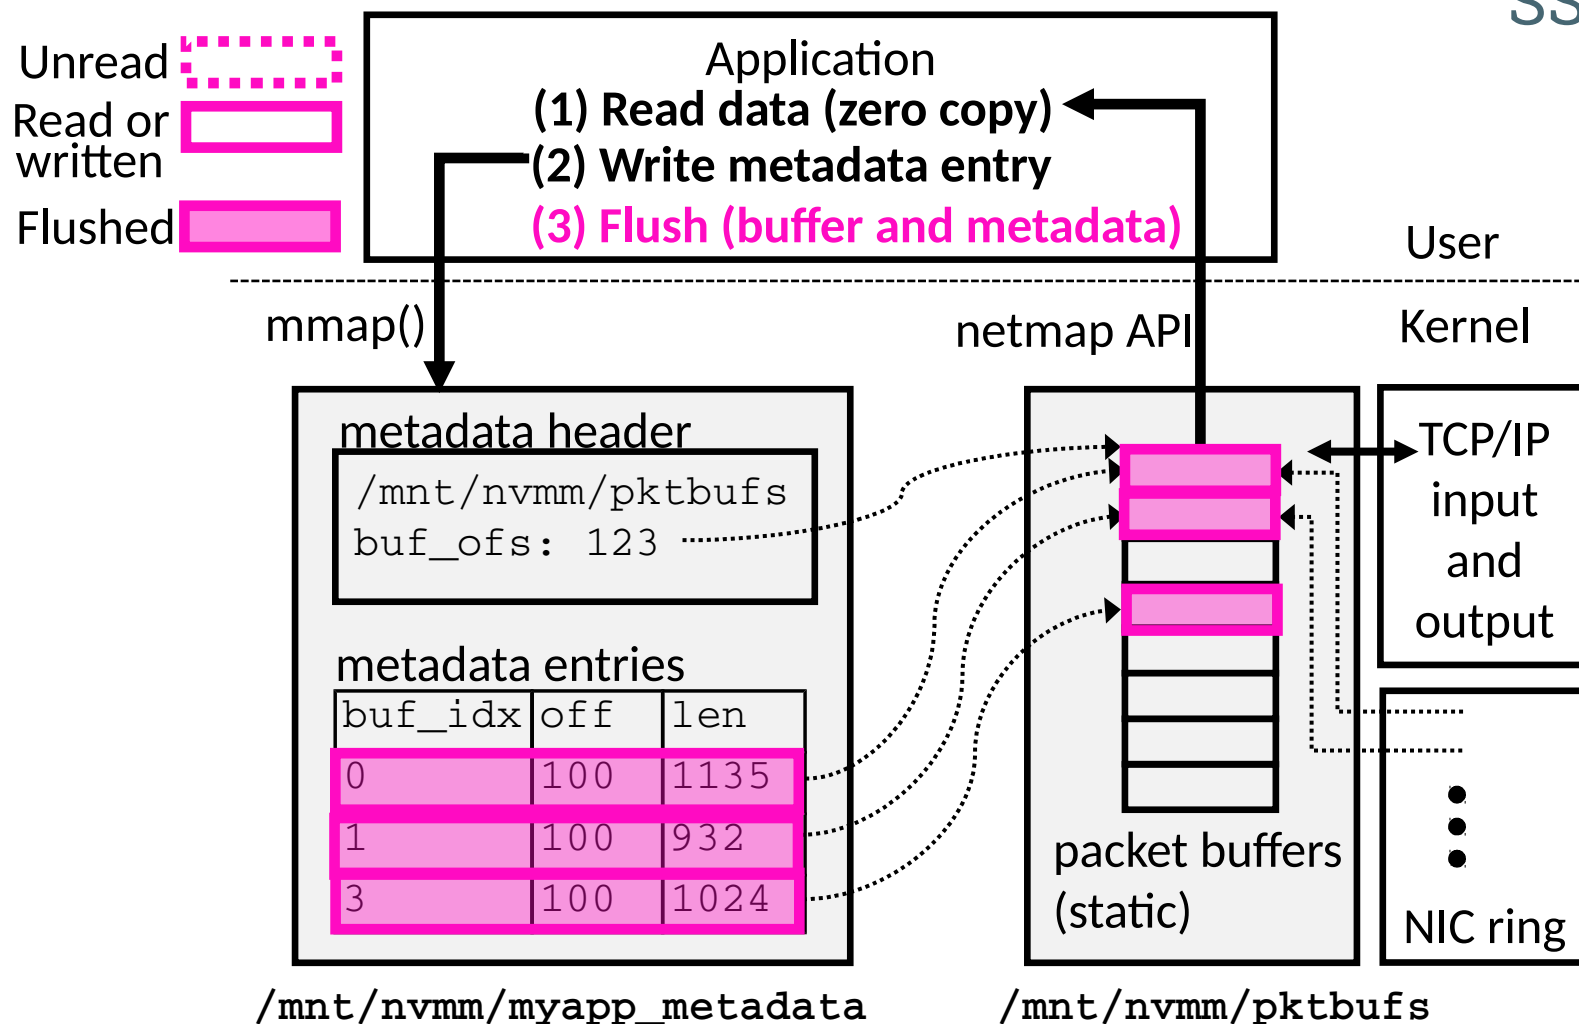 ss
Unread
Read or
written
Flushed
Application
(1) Read data (zero copy)
(2) Write metadata entry
(3) Flush (buffer and metadata)
User
Kernel
mmap()
netmap API
metadata header
/mnt/nvmm/pktbufs
buf_ofs: 123
metadata entries
buf_idx off len
0 100 1135
1 100 932
3 100 1024
/mnt/nvmm/myapp_metadata
packet buffers
(static)
/mnt/nvmm/pktbufs
TCP/IP
input
and
output
NIC ring